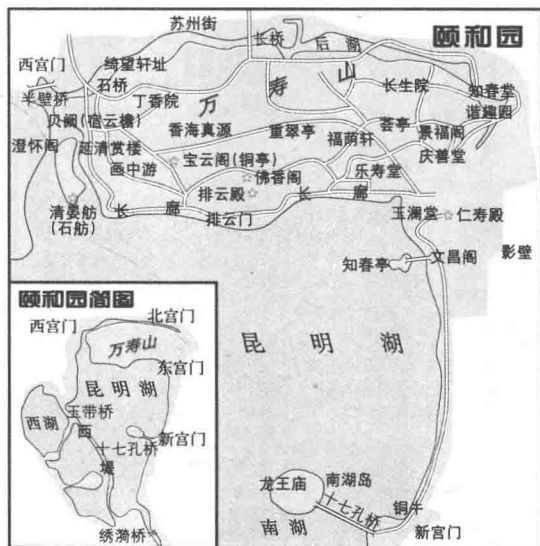 颐和园
苏州街
长桥
后湖
西宫门
绮望轩址
石桥
半壁桥
丁香院
万
寿
山
长生院
知春堂
谐趣园
贝阙(宿云檐)
香海真源
重翠亭
福荫轩
荟亭
景福阁
澄怀阁
延清赏楼
宝云阁(铜亭)
庆善堂
画中游
佛香阁
乐寿堂
排云殿
清晏舫
(石舫)
长
廊
排云门
长
廊
玉澜堂
仁寿殿
知春亭
文昌阁
影壁
昆
明
湖
龙王庙
南湖岛
十七孔桥
铜牛
南湖
新宫门
颐和园简图
西宫门
北宫门
万寿山
东宫门
昆明湖
西湖
玉带桥
西
堤
十七孔桥
新宫门
绣漪桥